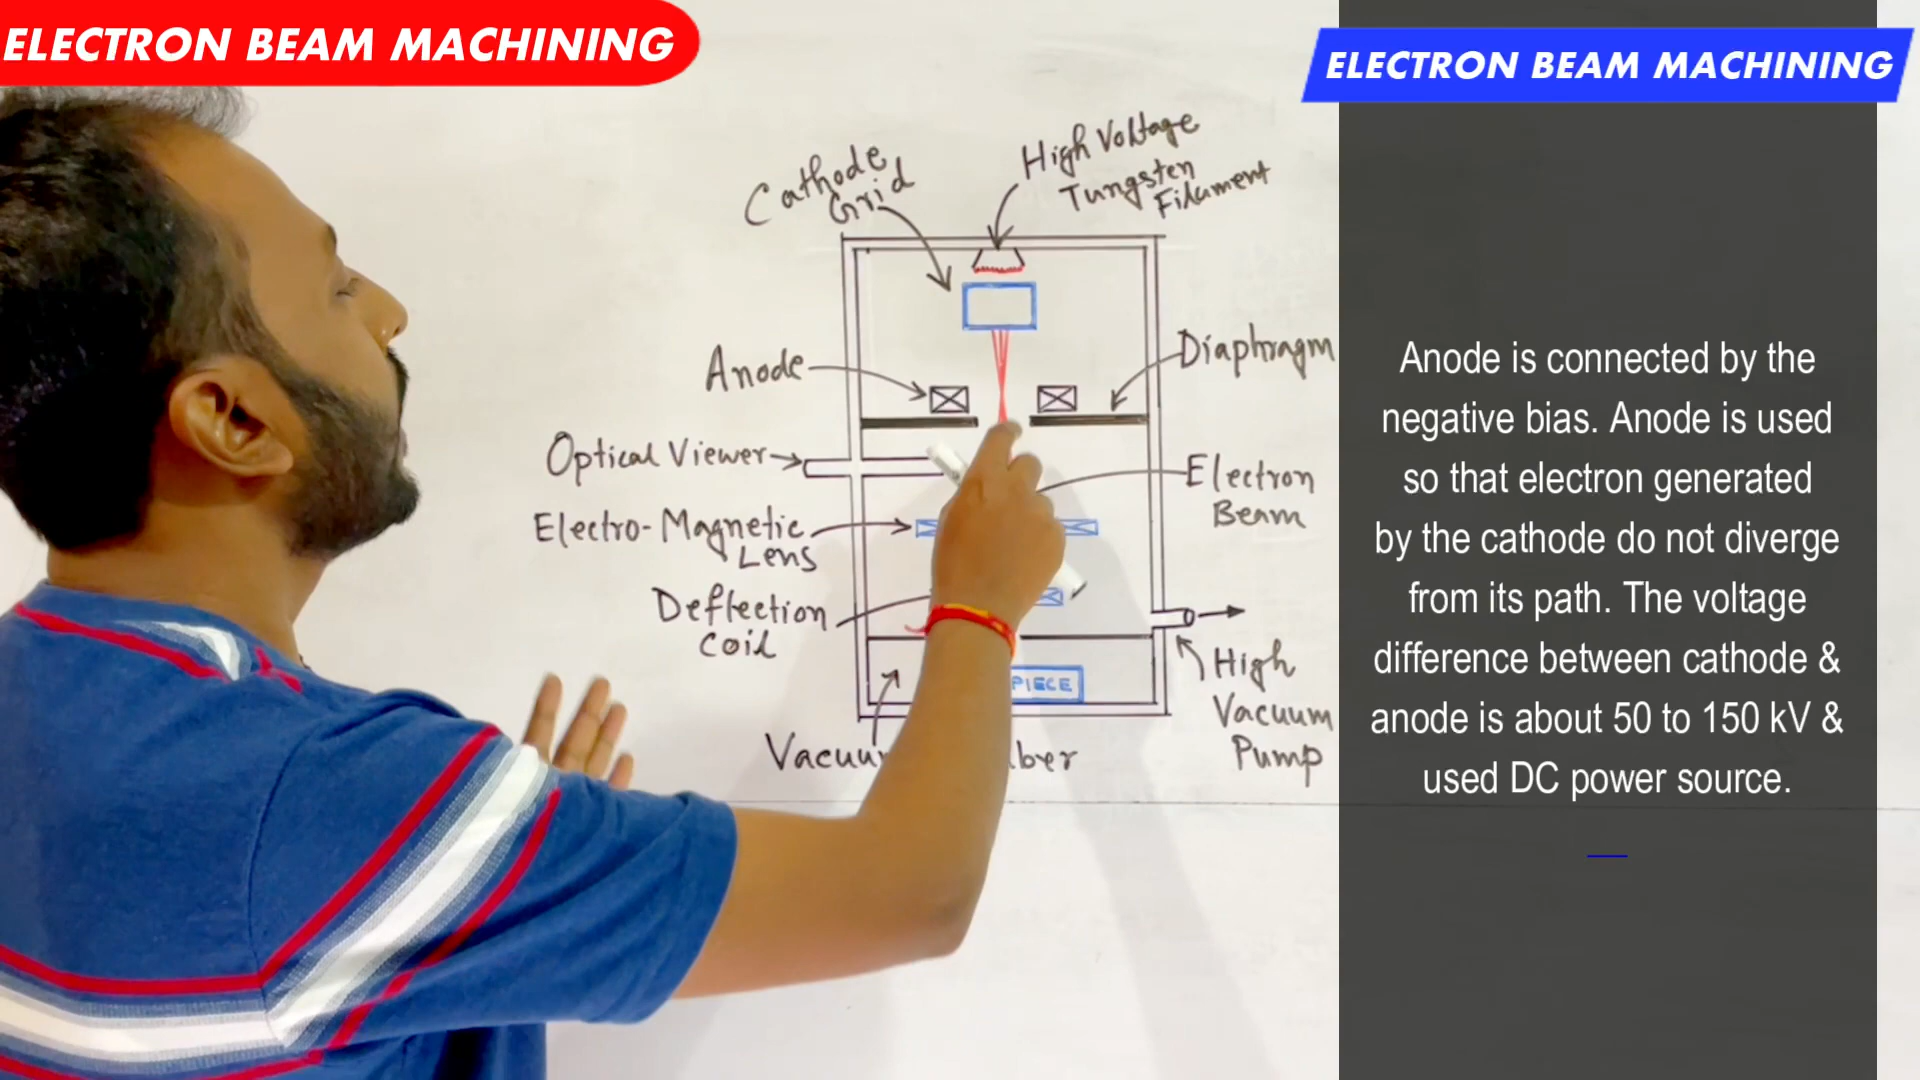 ELECTRON BEAM MACHINING
ELECTRON BEAM MACHINING
Cathode
Grid
High Voltage
Tungsten
Filament
Anode
Diaphragm
Optical Viewer
Electron
Beam
Electro-Magnetic
Lens
Deflection
Coil
PIECE
High
Vacuum
Pump
Anode is connected by the
negative bias. Anode is used
so that electron generated
by the cathode do not diverge
from its path. The voltage
difference between cathode &
anode is about 50 to 150 kV &
used DC power source.